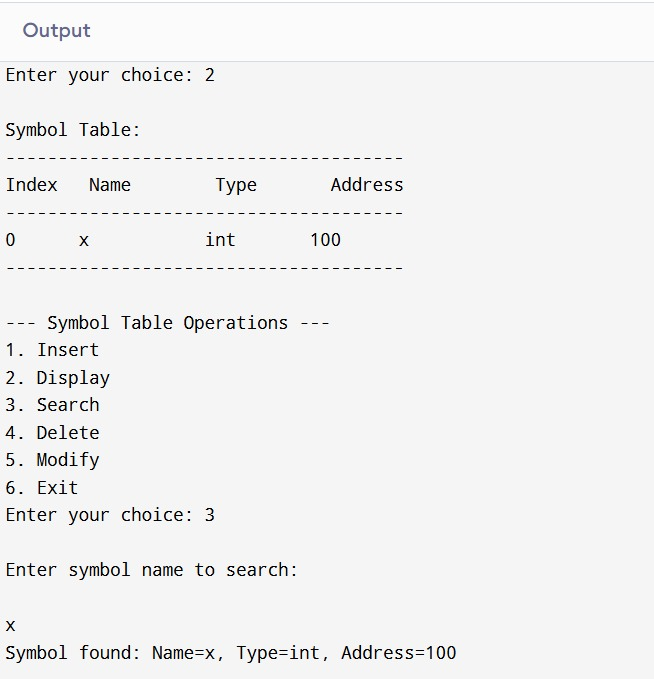 Output
Enter your choice: 2
Symbol Table:
--------------------------------------
Index   Name        Type       Address
--------------------------------------
0      x           int       100
--------------------------------------
--- Symbol Table Operations ---
1. Insert
2. Display
3. Search
4. Delete
5. Modify
6. Exit
Enter your choice: 3
Enter symbol name to search:
x
Symbol found: Name=x, Type=int, Address=100